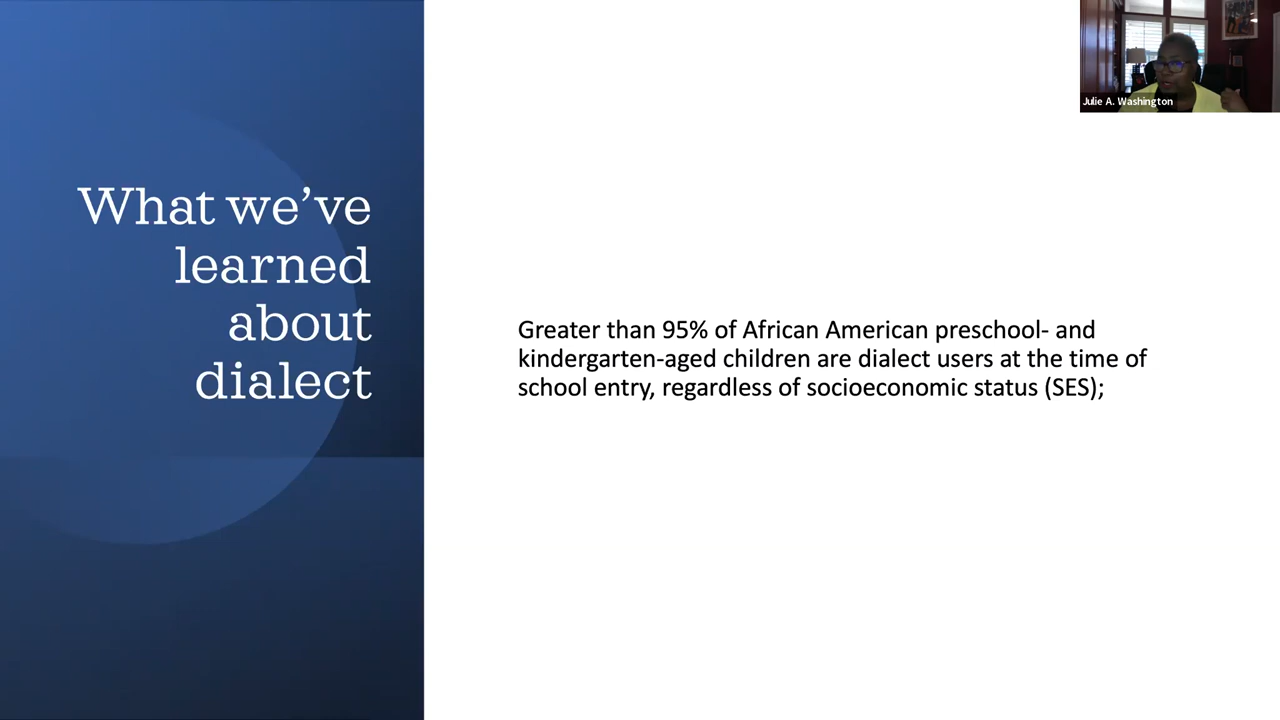 What we’ve
learned
about
dialect
Greater than 95% of African American preschool- and
kindergarten-aged children are dialect users at the time of
school entry, regardless of socioeconomic status (SES);
Julie A. Washington